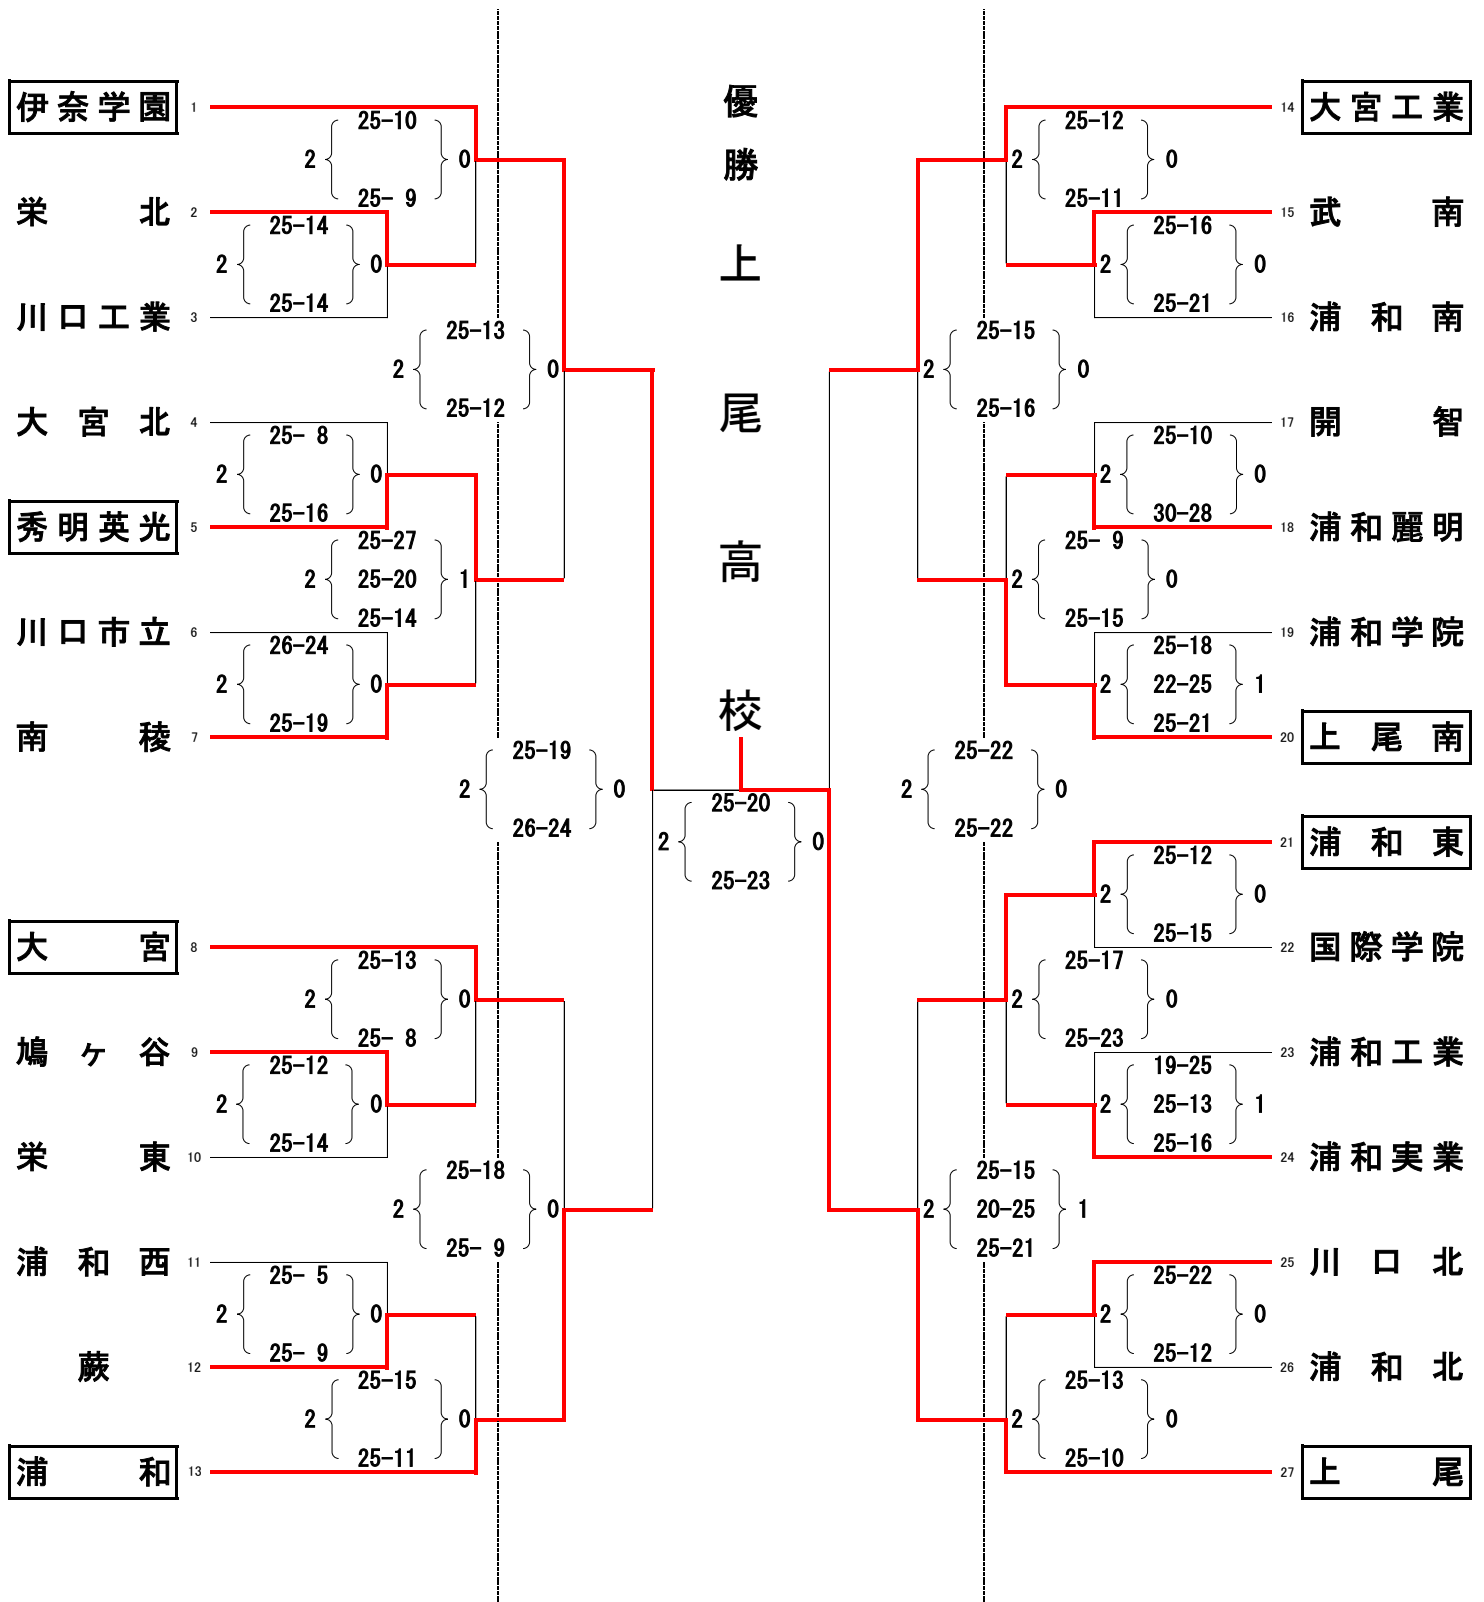 優勝
上尾高校
伊奈学園 1
25-10
2 0
25- 9
栄北 2
25-14
2 0
25-14
川口工業 3
25-13
2 0
25-12
大宮北 4
25- 8
2 0
25-16
秀明英光 5
25-27
2 25-20 1
25-14
川口市立 6
26-24
2 0
25-19
南稜 7
25-19
2 0
26-24
大宮 8
25-13
2 0
25- 8
鳩ヶ谷 9
25-12
2 0
25-14
栄東 10
25-18
2 0
25- 9
浦和西 11
25- 5
2 0
25- 9
蕨 12
25-15
2 0
25-11
浦和 13
25-20
2 0
25-23
14 大宮工業
25-12
2 0
25-11
15 武南
25-16
2 0
25-21
16 浦和南
25-15
2 0
25-16
17 開智
25-10
2 0
30-28
18 浦和麗明
25- 9
2 0
25-15
19 浦和学院
25-18
2 22-25 1
25-21
20 上尾南
25-22
2 0
25-22
21 浦和東
25-12
2 0
25-15
22 国際学院
25-17
2 0
25-23
23 浦和工業
19-25
2 25-13 1
25-16
24 浦和実業
25-15
2 20-25 1
25-21
25 川口北
25-22
2 0
25-12
26 浦和北
25-13
2 0
25-10
27 上尾